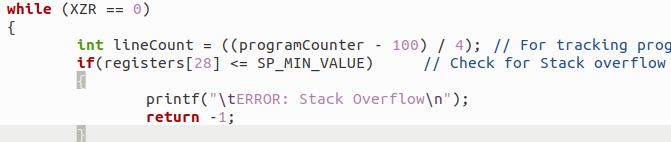 while (XZR == 0)
{
int lineCount = ((programCounter - 100) / 4); // For tracking prog
if(registers[28] <= SP_MIN_VALUE) // Check for Stack overflow
{
printf("\tERROR: Stack Overflow\n");
return -1;
}